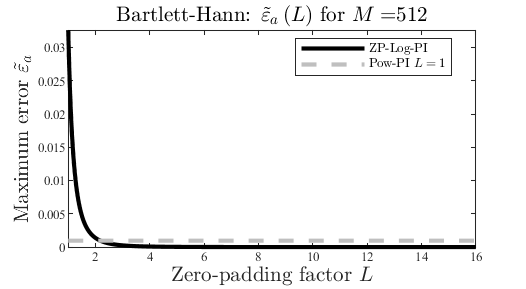 Bartlett-Hann: ε̃ₐ (L) for M =512
Maximum error ε̃ₐ
0.03
0.025
0.02
0.015
0.01
0.005
0
ZP-Log-PI
Pow-PI L = 1
2 4 6 8 10 12 14 16
Zero-padding factor L